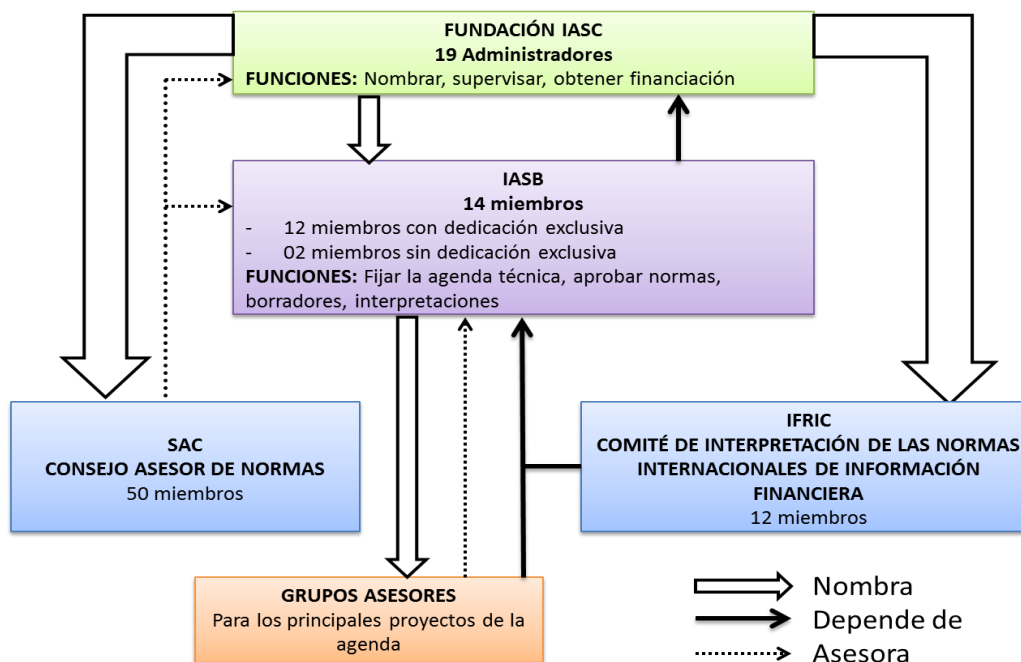 FUNDACIÓN IASC
19 Administradores
FUNCIONES: Nombrar, supervisar, obtener financiación
IASB
14 miembros
- 12 miembros con dedicación exclusiva
- 02 miembros sin dedicación exclusiva
FUNCIONES: Fijar la agenda técnica, aprobar normas,
borradores, interpretaciones
SAC
CONSEJO ASESOR DE NORMAS
50 miembros
IFRIC
COMITÉ DE INTERPRETACIÓN DE LAS NORMAS
INTERNACIONALES DE INFORMACIÓN
FINANCIERA
12 miembros
GRUPOS ASESORES
Para los principales proyectos de la
agenda
Nombra
Depende de
Asesora